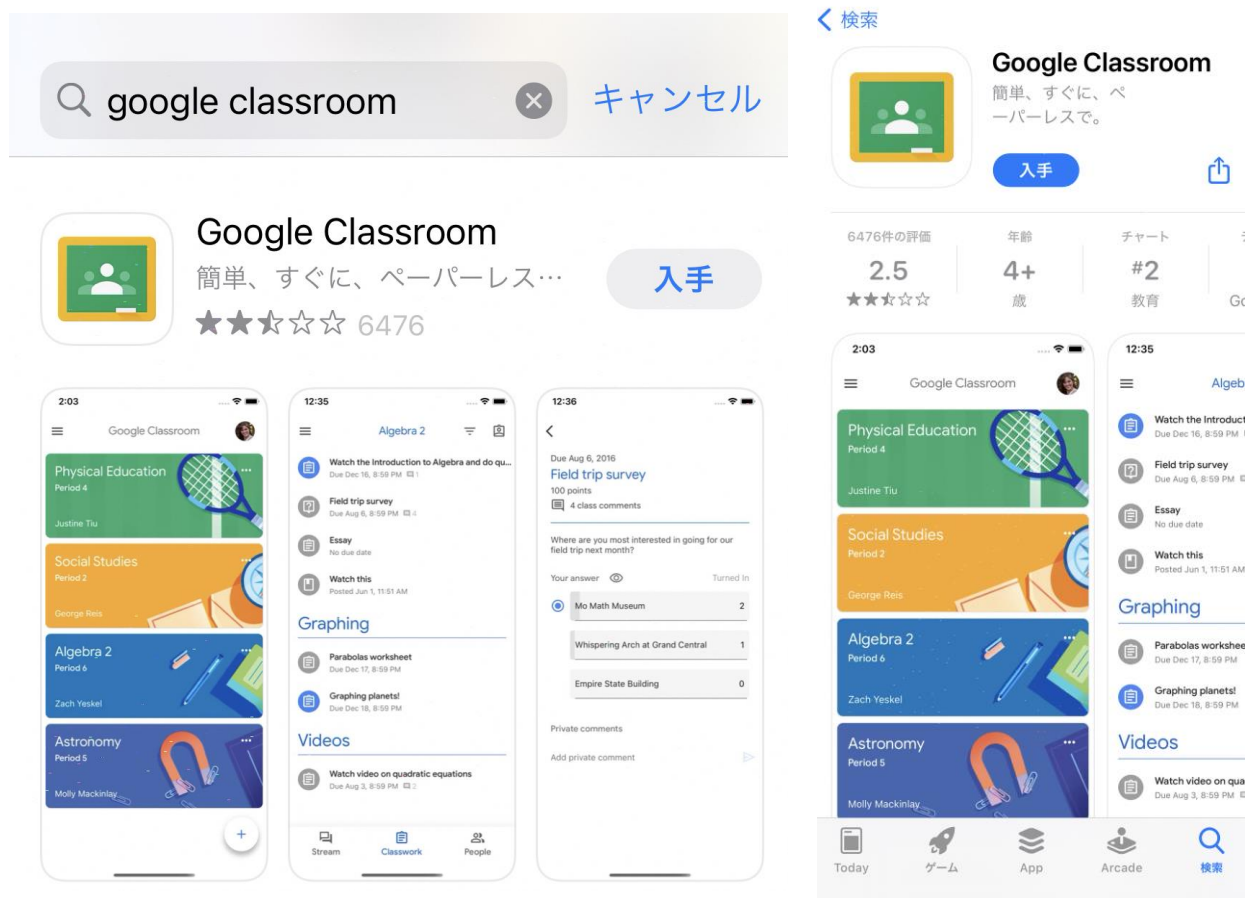 google classroom
キャンセル
Google Classroom
簡単、すぐに、ペーパーレス…
入手
6476
2:03
Google Classroom
Physical Education
Period 4
Justine Tiu
Social Studies
Period 2
George Reis
Algebra 2
Period 6
Zach Yeskel
Astronomy
Period 5
Molly Mackinlay
12:35
Algebra 2
Watch the Introduction to Algebra and do qu...
Due Dec 16, 8:59 PM 1
Field trip survey
Due Aug 6, 8:59 PM 4
Essay
No due date
Watch this
Posted Jun 1, 11:51 AM
Graphing
Parabolas worksheet
Due Dec 17, 8:59 PM
Graphing planets!
Due Dec 18, 8:59 PM
Videos
Watch video on quadratic equations
Due Aug 3, 8:59 PM 2
Stream
Classwork
People
12:36
Due Aug 6, 2016
Field trip survey
100 points
4 class comments
Where are you most interested in going for our
field trip next month?
Your answer
Turned In
Mo Math Museum 2
Whispering Arch at Grand Central 1
Empire State Building 0
Private comments
Add private comment
検索
Google Classroom
簡単、すぐに、ペ
ーパーレスで。
入手
6476件の評価
2.5
年齢
4+
歳
チャート
#2
教育
Go
2:03
Google Classroom
Physical Education
Period 4
Justine Tiu
Social Studies
Period 2
George Reis
Algebra 2
Period 6
Zach Yeskel
Astronomy
Period 5
Molly Mackinlay
12:35
Algeb
Watch the Introduct
Due Dec 16, 8:59 PM
Field trip survey
Due Aug 6, 8:59 PM
Essay
No due date
Watch this
Posted Jun 1, 11:51 AM
Graphing
Parabolas workshee
Due Dec 17, 8:59 PM
Graphing planets!
Due Dec 18, 8:59 PM
Videos
Watch video on qua
Due Aug 3, 8:59 PM
Today
ゲーム
App
Arcade
検索